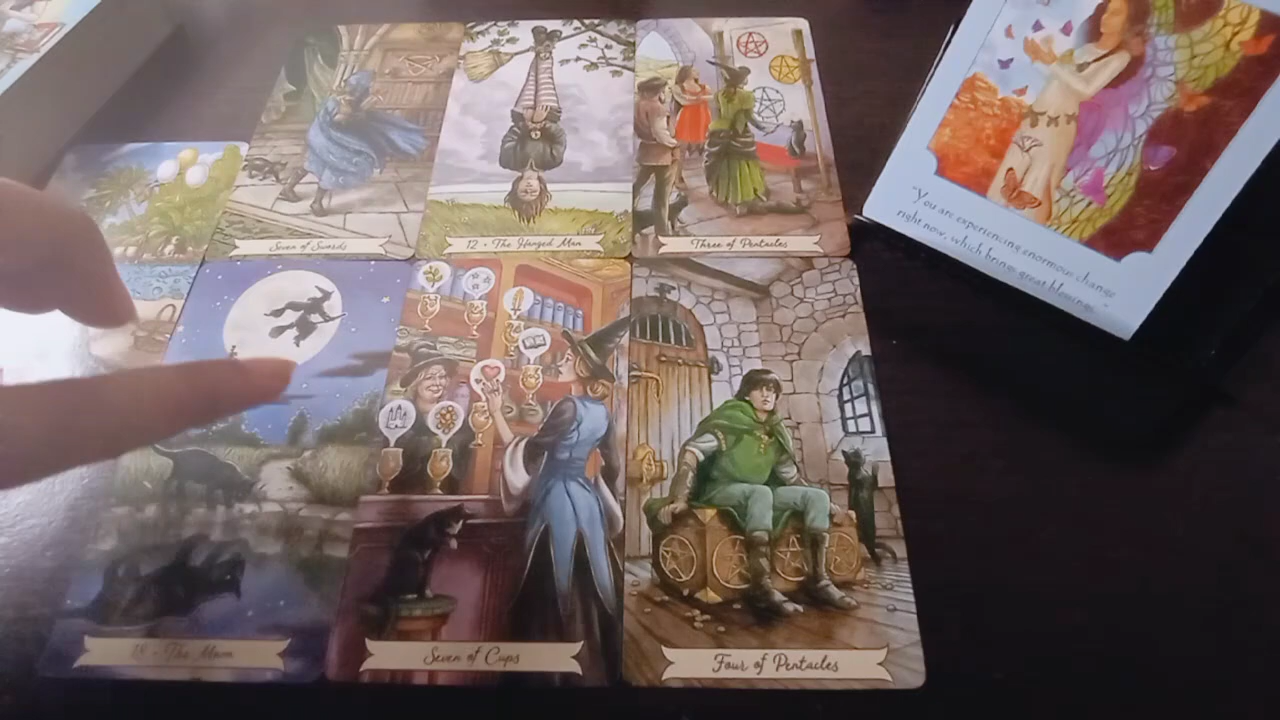 Seven of Swords
12 • The Hanged Man
Three of Pentacles
"You are experiencing enormous change
right now, which brings great blessings."
18 • The Moon
Seven of Cups
Four of Pentacles